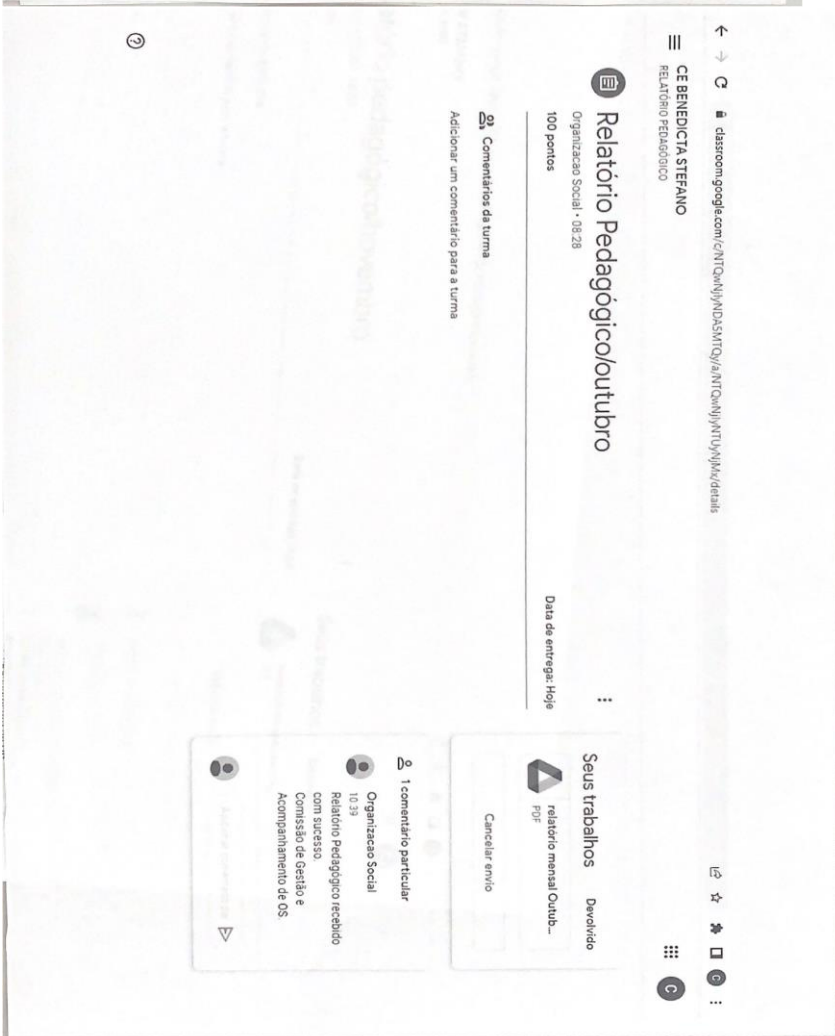 classroom.google.com/c/NTQwNjIyNDA5MTQy/a/NTQwNjIyNTUyNjMx/details
CE BENEDICTA STEFANO
RELATÓRIO PEDAGÓGICO
Relatório Pedagógico/outubro
Organizacao Social • 08:28
100 pontos
Data de entrega: Hoje
Comentários da turma
Adicionar um comentário para a turma
Seus trabalhos
Devolvido
relatório mensal Outub...
PDF
Cancelar envio
1 comentário particular
Organizacao Social
10:39
Relatório Pedagógico recebido
com sucesso.
Comissão de Gestão e
Acompanhamento de OS.
C
C